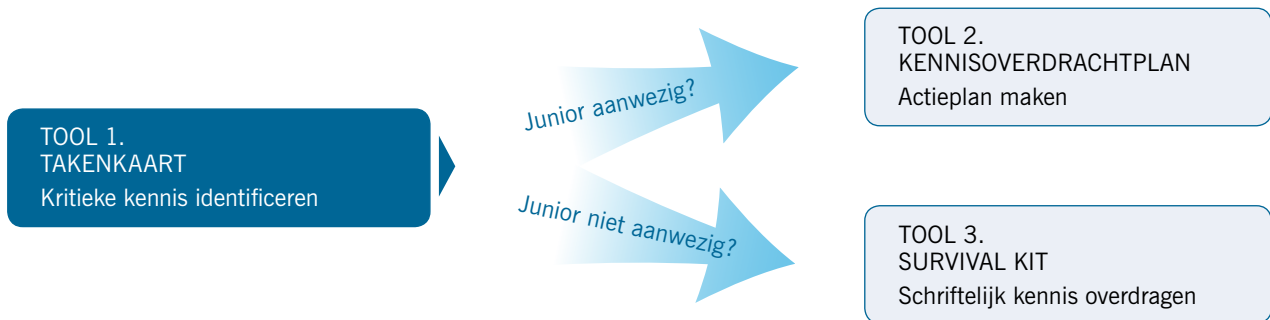 TOOL 1.
TAKENKAART
Kritieke kennis identificeren
Junior aanwezig?
Junior niet aanwezig?
TOOL 2.
KENNISOVERDRACHTPLAN
Actieplan maken
TOOL 3.
SURVIVAL KIT
Schriftelijk kennis overdragen